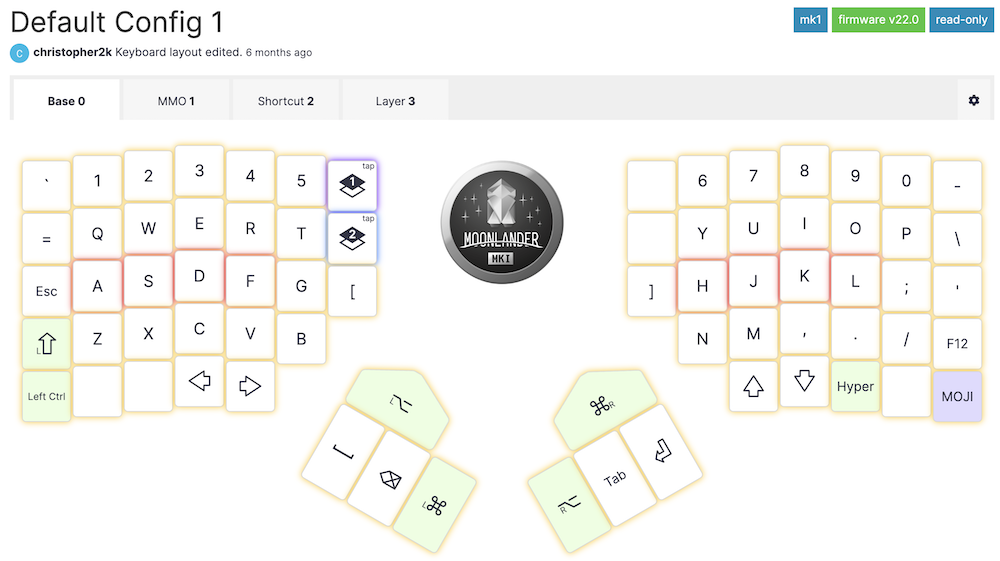 Default Config 1
mk1 firmware v22.0 read-only
C christopher2k Keyboard layout edited. 6 months ago
Base 0 MMO 1 Shortcut 2 Layer 3
` 1 2 3 4 5 1 tap 6 7 8 9 0 -
= Q W E R T 2 tap Y U I O P \
Esc A S D F G [ ] H J K L ; '
L Z X C V B N M , . / F12
Left Ctrl Hyper MOJI
MOONLANDER
MKI
L R
Tab
L R